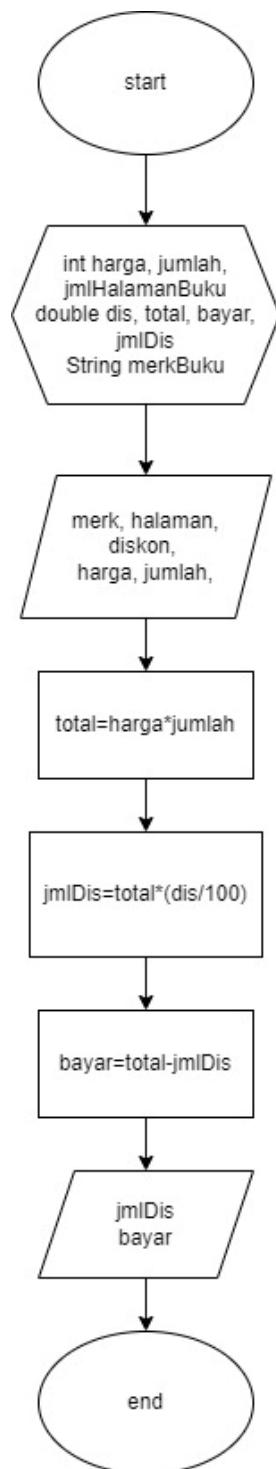 start
int harga, jumlah,
jmlHalamanBuku
double dis, total, bayar,
jmlDis
String merkBuku
merk, halaman,
diskon,
harga, jumlah,
total=harga*jumlah
jmlDis=total*(dis/100)
bayar=total-jmlDis
jmlDis
bayar
end